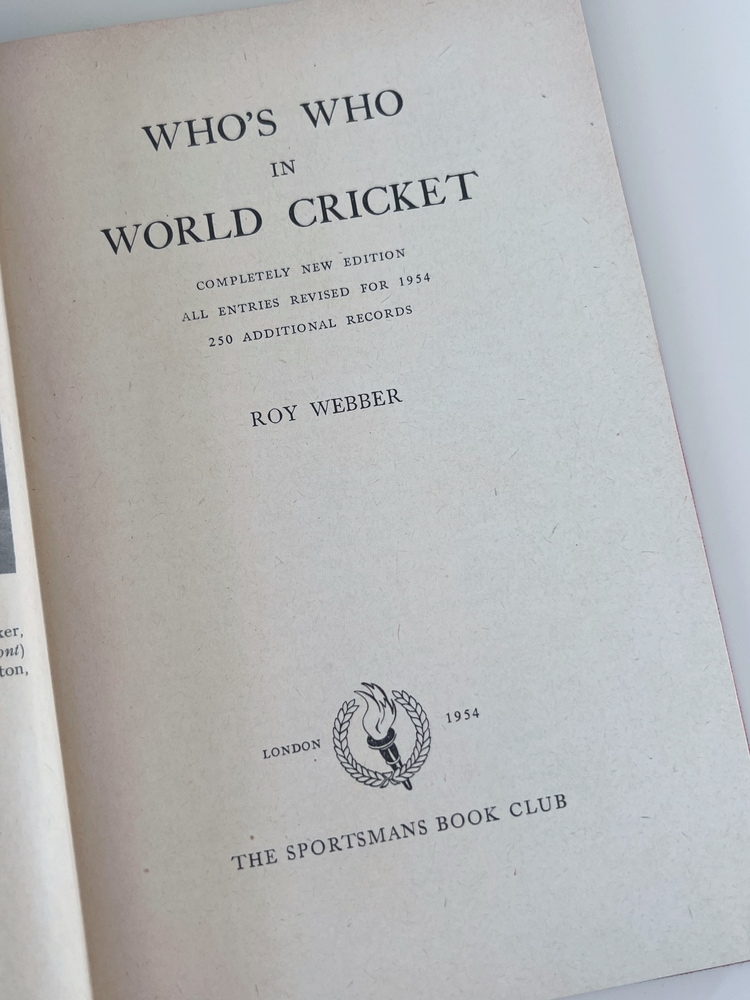 WHO'S WHO
IN
WORLD CRICKET
COMPLETELY NEW EDITION
ALL ENTRIES REVISED FOR 1954
250 ADDITIONAL RECORDS
ROY WEBBER
LONDON 1954
THE SPORTSMANS BOOK CLUB